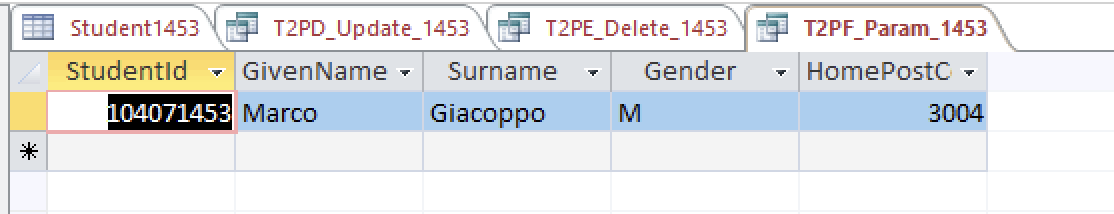 Student1453 T2PD_Update_1453 T2PE_Delete_1453 T2PF_Param_1453
StudentId GivenName Surname Gender HomePostC
104071453 Marco Giacoppo M 3004